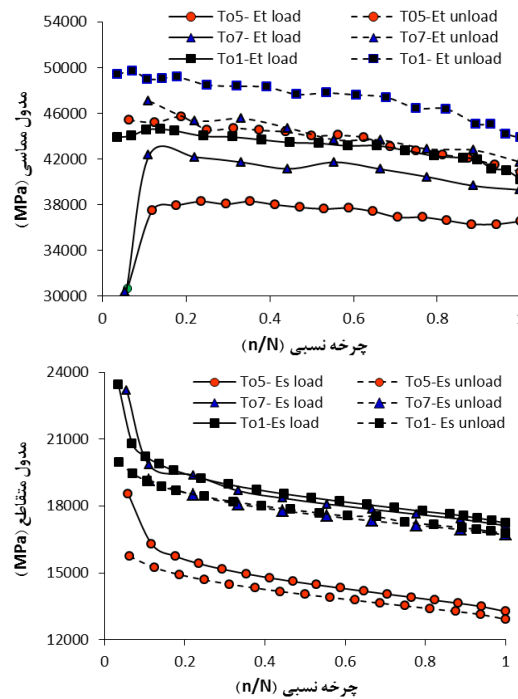 To5- Et load T05-Et unload
To7-Et load To7-Et unload
To1-Et load To1-Et unload
54000
50000
46000
42000
38000
34000
30000
مدول مماسی (MPa)
0 0.2 0.4 0.6 0.8 1
چرخه نسبی (n/N)
To5- Es load To5-Es unload
To7- Es load To7-Es unload
To1-Es load To1- Es unload
24000
21000
18000
15000
12000
مدول متقاطع (MPa)
0 0.2 0.4 0.6 0.8 1
چرخه نسبی (n/N)